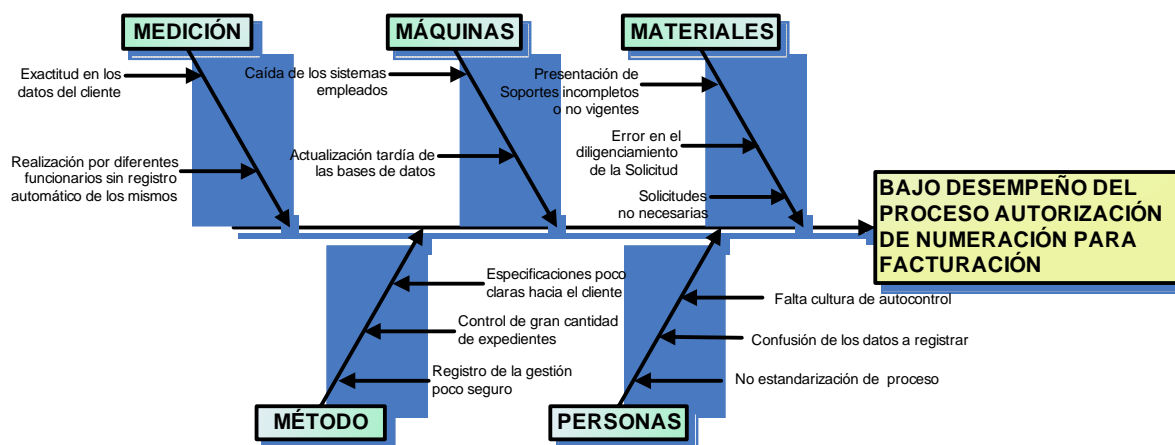 MEDICIÓN
MÁQUINAS
MATERIALES
Exactitud en los
datos del cliente
Realización por diferentes
funcionarios sin registro
automático de los mismos
Caída de los sistemas
empleados
Actualización tardía de
las bases de datos
Presentación de
Soportes incompletos
o no vigentes
Error en el
diligenciamiento
de la Solicitud
Solicitudes
no necesarias
BAJO DESEMPEÑO DEL
PROCESO AUTORIZACIÓN
DE NUMERACIÓN PARA
FACTURACIÓN
Especificaciones poco
claras hacia el cliente
Control de gran cantidad
de expedientes
Registro de la gestión
poco seguro
Falta cultura de autocontrol
Confusión de los datos a registrar
No estandarización de proceso
MÉTODO
PERSONAS